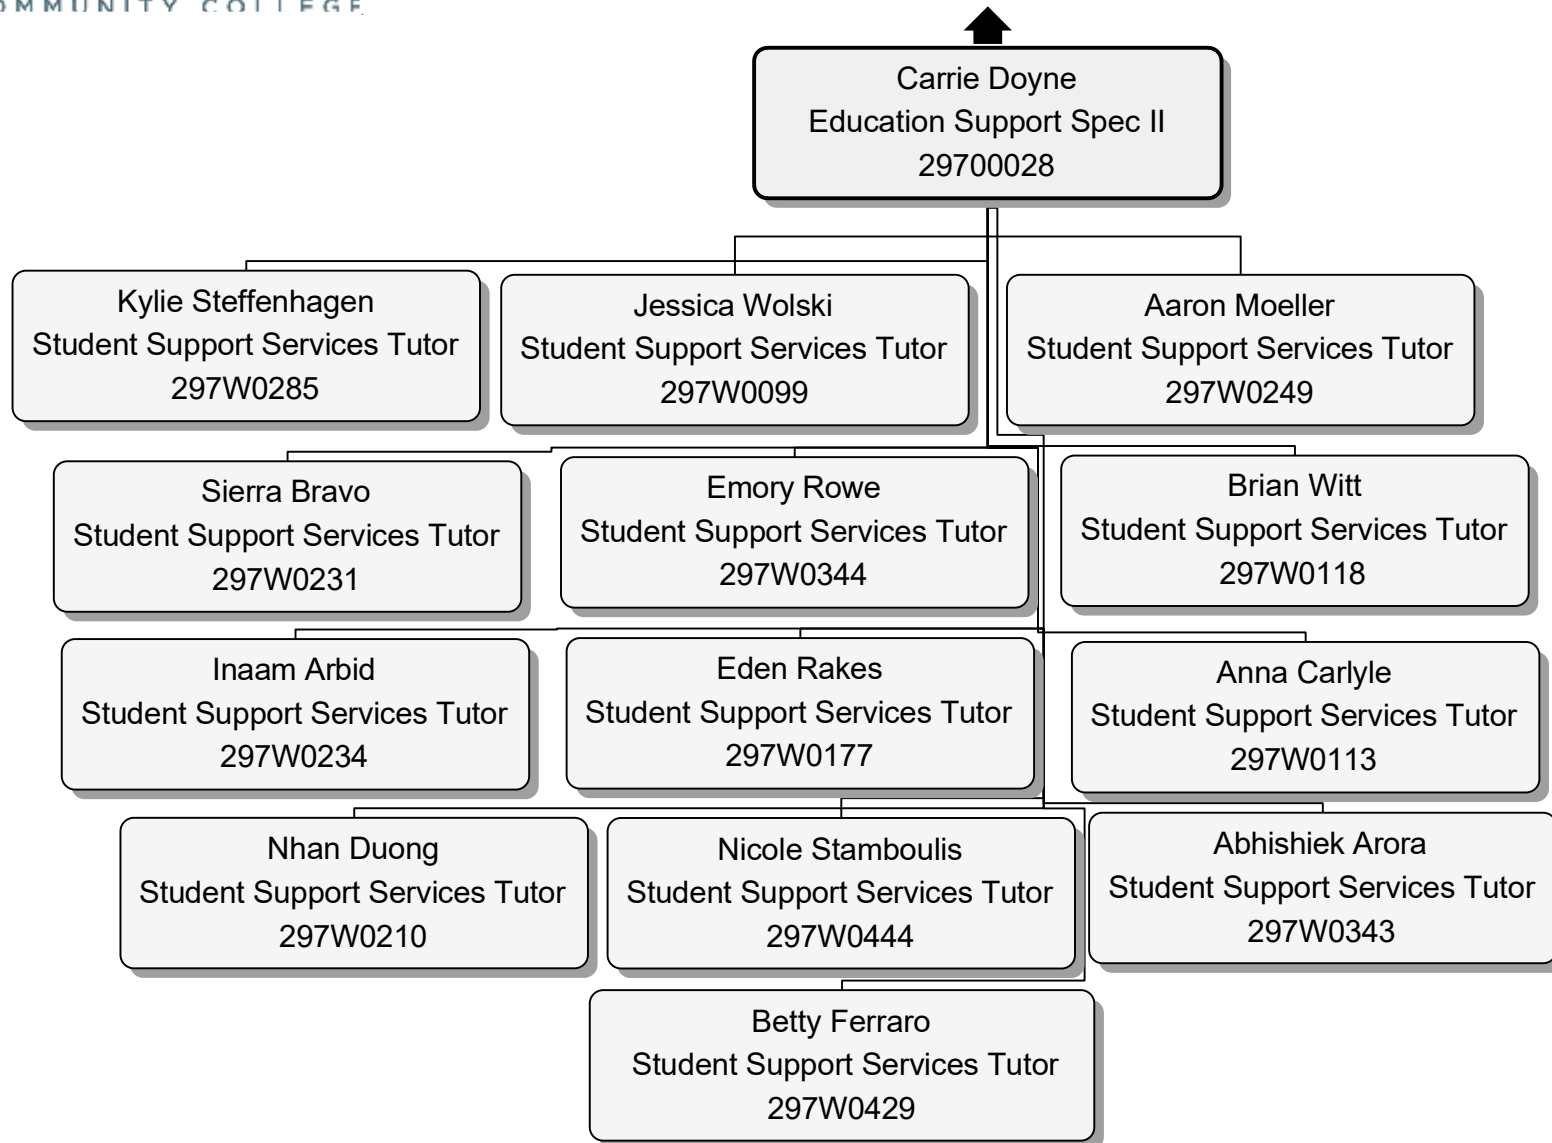 COMMUNITY COLLEGE
Carrie Doyne
Education Support Spec II
29700028
Kylie Steffenhagen
Student Support Services Tutor
297W0285
Jessica Wolski
Student Support Services Tutor
297W0099
Aaron Moeller
Student Support Services Tutor
297W0249
Sierra Bravo
Student Support Services Tutor
297W0231
Emory Rowe
Student Support Services Tutor
297W0344
Brian Witt
Student Support Services Tutor
297W0118
Inaam Arbid
Student Support Services Tutor
297W0234
Eden Rakes
Student Support Services Tutor
297W0177
Anna Carlyle
Student Support Services Tutor
297W0113
Nhan Duong
Student Support Services Tutor
297W0210
Nicole Stamboulis
Student Support Services Tutor
297W0444
Abhishiek Arora
Student Support Services Tutor
297W0343
Betty Ferraro
Student Support Services Tutor
297W0429